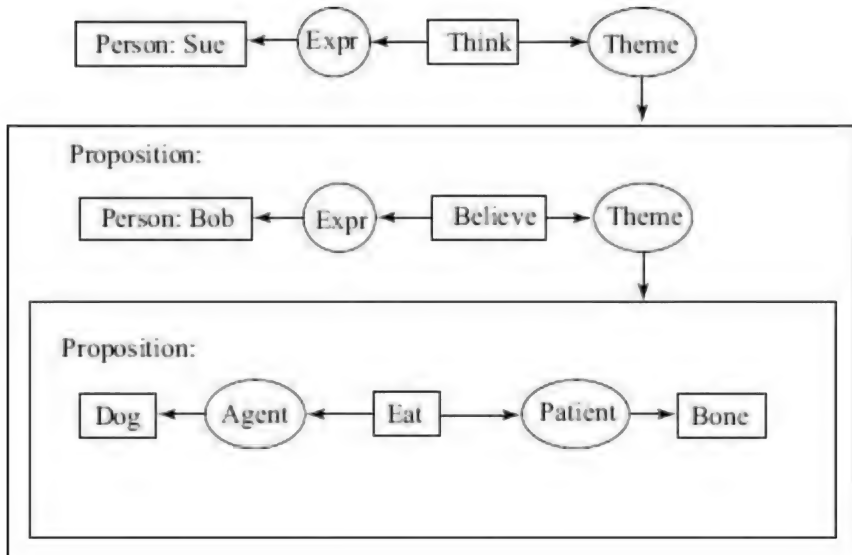 Person: Sue Expr Think Theme
Proposition:
Person: Bob Expr Believe Theme
Proposition:
Dog Agent Eat Patient Bone